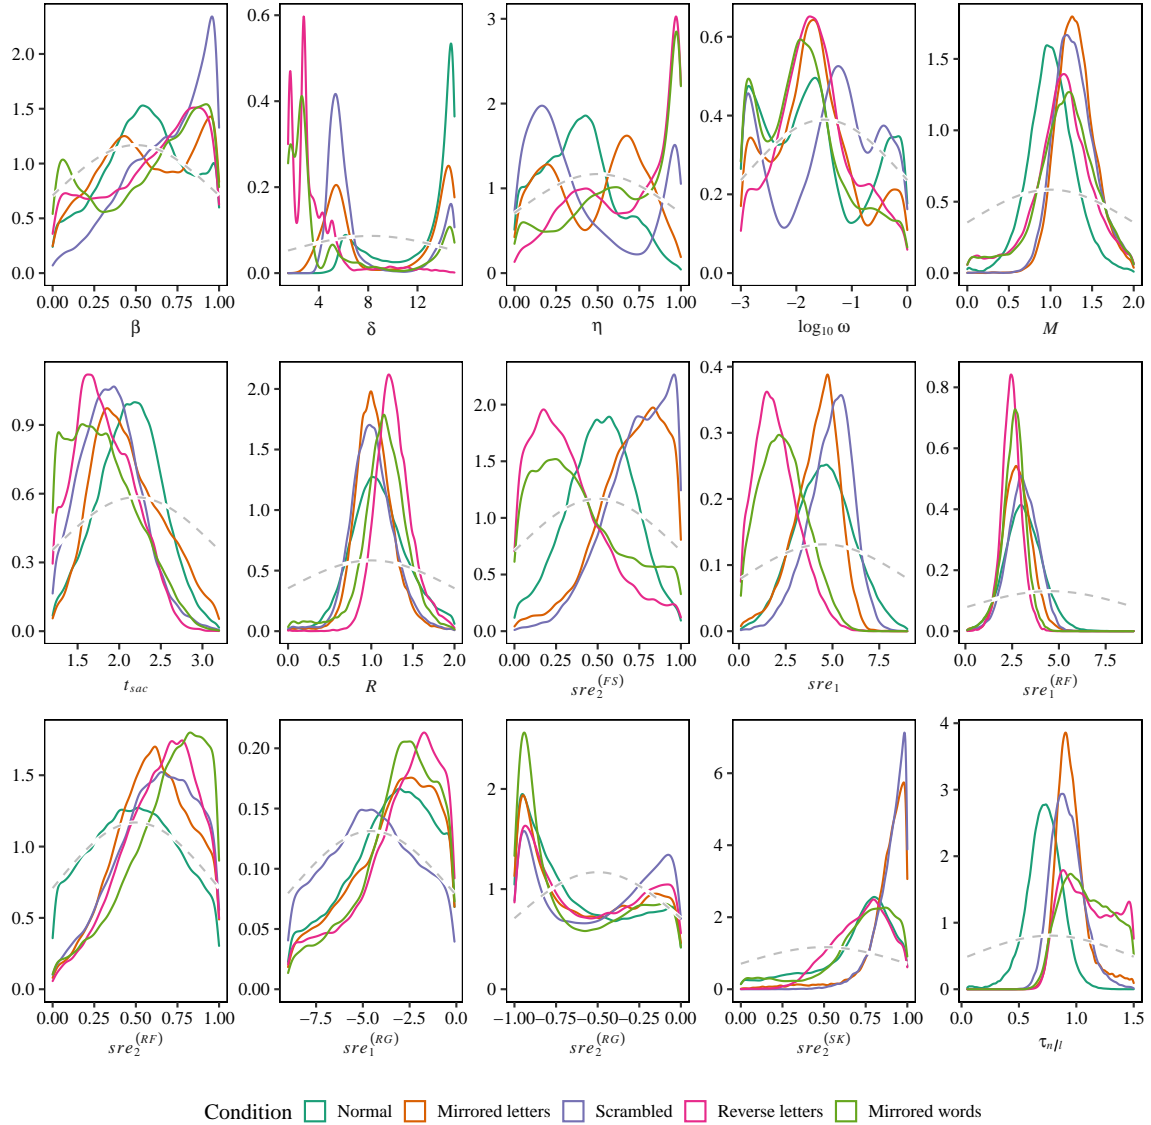 2.0
1.5
1.0
0.5
0.0
0.00 0.25 0.50 0.75 1.00
β
0.6
0.4
0.2
0.0
4 8 12
δ
3
2
1
0
0.00 0.25 0.50 0.75 1.00
η
0.6
0.4
0.2
0.0
−3 −2 −1 0
log₁₀ ω
1.5
1.0
0.5
0.0
0.0 0.5 1.0 1.5 2.0
M
0.9
0.6
0.3
0.0
1.5 2.0 2.5 3.0
t_sac
2.0
1.5
1.0
0.5
0.0
0.0 0.5 1.0 1.5 2.0
R
2.0
1.5
1.0
0.5
0.0
0.00 0.25 0.50 0.75 1.00
sre₂^(FS)
0.4
0.3
0.2
0.1
0.0
0.0 2.5 5.0 7.5
sre₁
0.8
0.6
0.4
0.2
0.0
0.0 2.5 5.0 7.5
sre₁^(RF)
1.5
1.0
0.5
0.0
0.00 0.25 0.50 0.75 1.00
sre₂^(RF)
0.20
0.15
0.10
0.05
0.00
−7.5 −5.0 −2.5 0.0
sre₁^(RG)
2
1
0
−1.00 −0.75 −0.50 −0.25 0.00
sre₂^(RG)
6
4
2
0
0.00 0.25 0.50 0.75 1.00
sre₂^(SK)
4
3
2
1
0
0.0 0.5 1.0 1.5
τ_n/l
Condition Normal Mirrored letters Scrambled Reverse letters Mirrored words